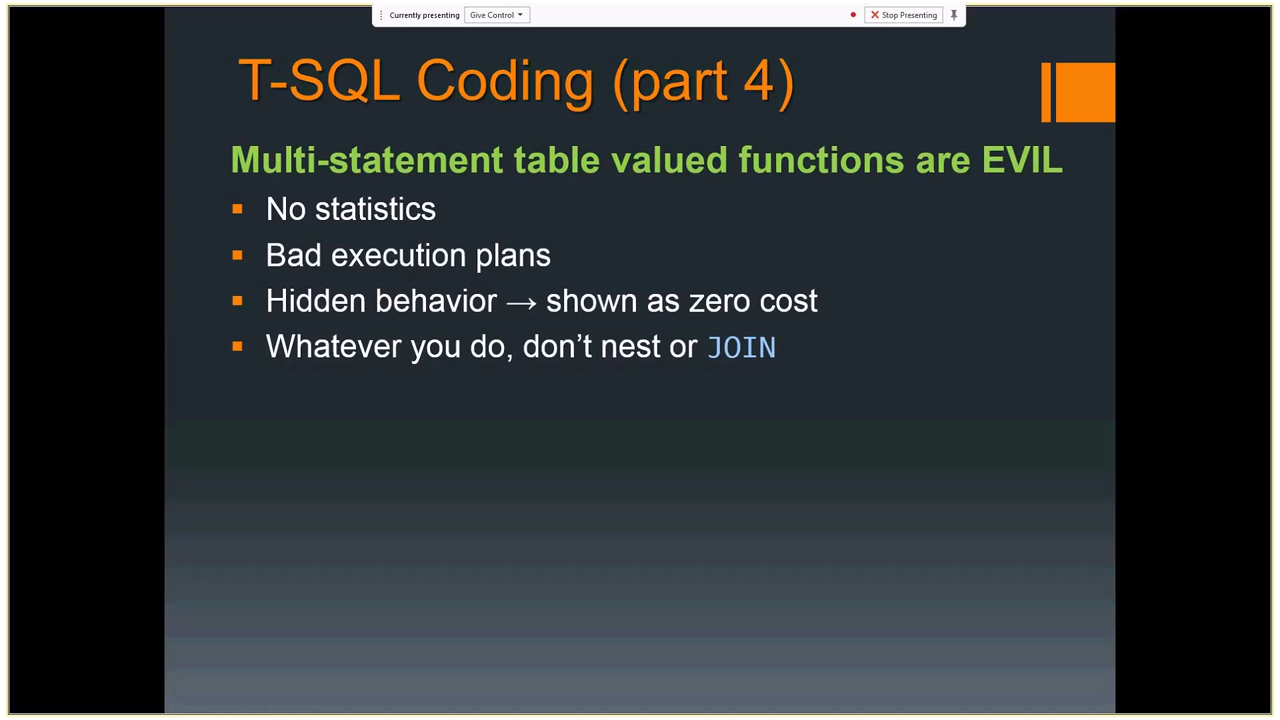 Currently presenting Give Control Stop Presenting
T-SQL Coding (part 4)
Multi-statement table valued functions are EVIL
▪ No statistics
▪ Bad execution plans
▪ Hidden behavior → shown as zero cost
▪ Whatever you do, don’t nest or JOIN